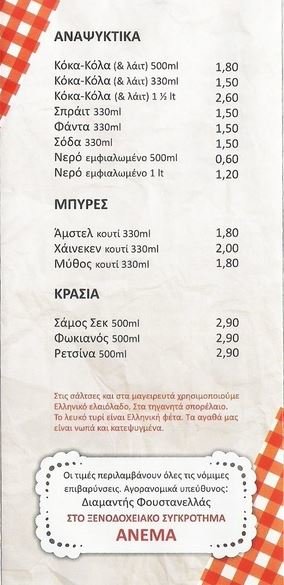 ΑΝΑΨΥΚΤΙΚΑ
Κόκα-Κόλα (& λάιτ) 500ml 1,80
Κόκα-Κόλα (& λάιτ) 330ml 1,50
Κόκα-Κόλα (& λάιτ) 1 ½ lt 2,60
Σπράιτ 330ml 1,50
Φάντα 330ml 1,50
Σόδα 330ml 1,50
Νερό εμφιαλωμένο 500ml 0,60
Νερό εμφιαλωμένο 1 lt 1,20
ΜΠΥΡΕΣ
Άμστελ κουτί 330ml 1,80
Χάινεκεν κουτί 330ml 2,00
Μύθος κουτί 330ml 1,80
ΚΡΑΣΙΑ
Σάμος Σεκ 500ml 2,90
Φωκιανός 500ml 2,90
Ρετσίνα 500ml 2,90
Στις σάλτσες και στα μαγειρευτά χρησιμοποιούμε
Ελληνικό ελαιόλαδο. Στα τηγανητά σπορέλαιο.
Το λευκό τυρί είναι Ελληνική φέτα. Τα αγαθά μας
είναι νωπά και κατεψυγμένα.
Οι τιμές περιλαμβάνουν όλες τις νόμιμες
επιβαρύνσεις. Αγορανομικά υπεύθυνος:
Διαμαντής Φουστανελλάς
ΣΤΟ ΞΕΝΟΔΟΧΕΙΑΚΟ ΣΥΓΚΡΟΤΗΜΑ
ΑΝΕΜΑ